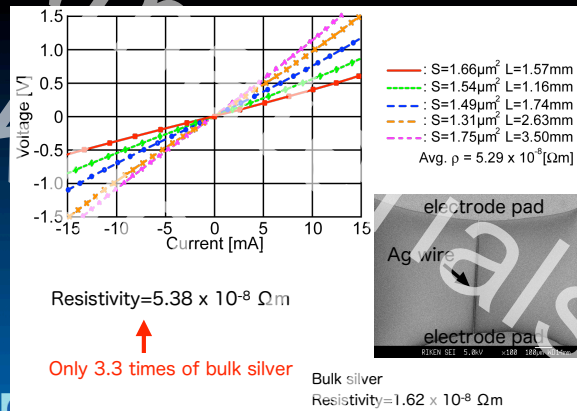 1.5
1.0
0.5
0
-0.5
-1.0
-1.5
Voltage [V]
-15 -10 -5 0 5 10 15
Current [mA]
: S=1.66µm² L=1.57mm
: S=1.54µm² L=1.16mm
: S=1.49µm² L=1.74mm
: S=1.31µm² L=2.63mm
: S=1.75µm² L=3.50mm
Avg. ρ = 5.29 x 10⁻⁸[Ωm]
electrode pad
Ag wire
electrode pad
RIKEN SEI 5.0kV ×100 100µm
Resistivity=5.38 x 10⁻⁸ Ωm
Only 3.3 times of bulk silver
Bulk silver
Resistivity=1.62 x 10⁻⁸ Ωm